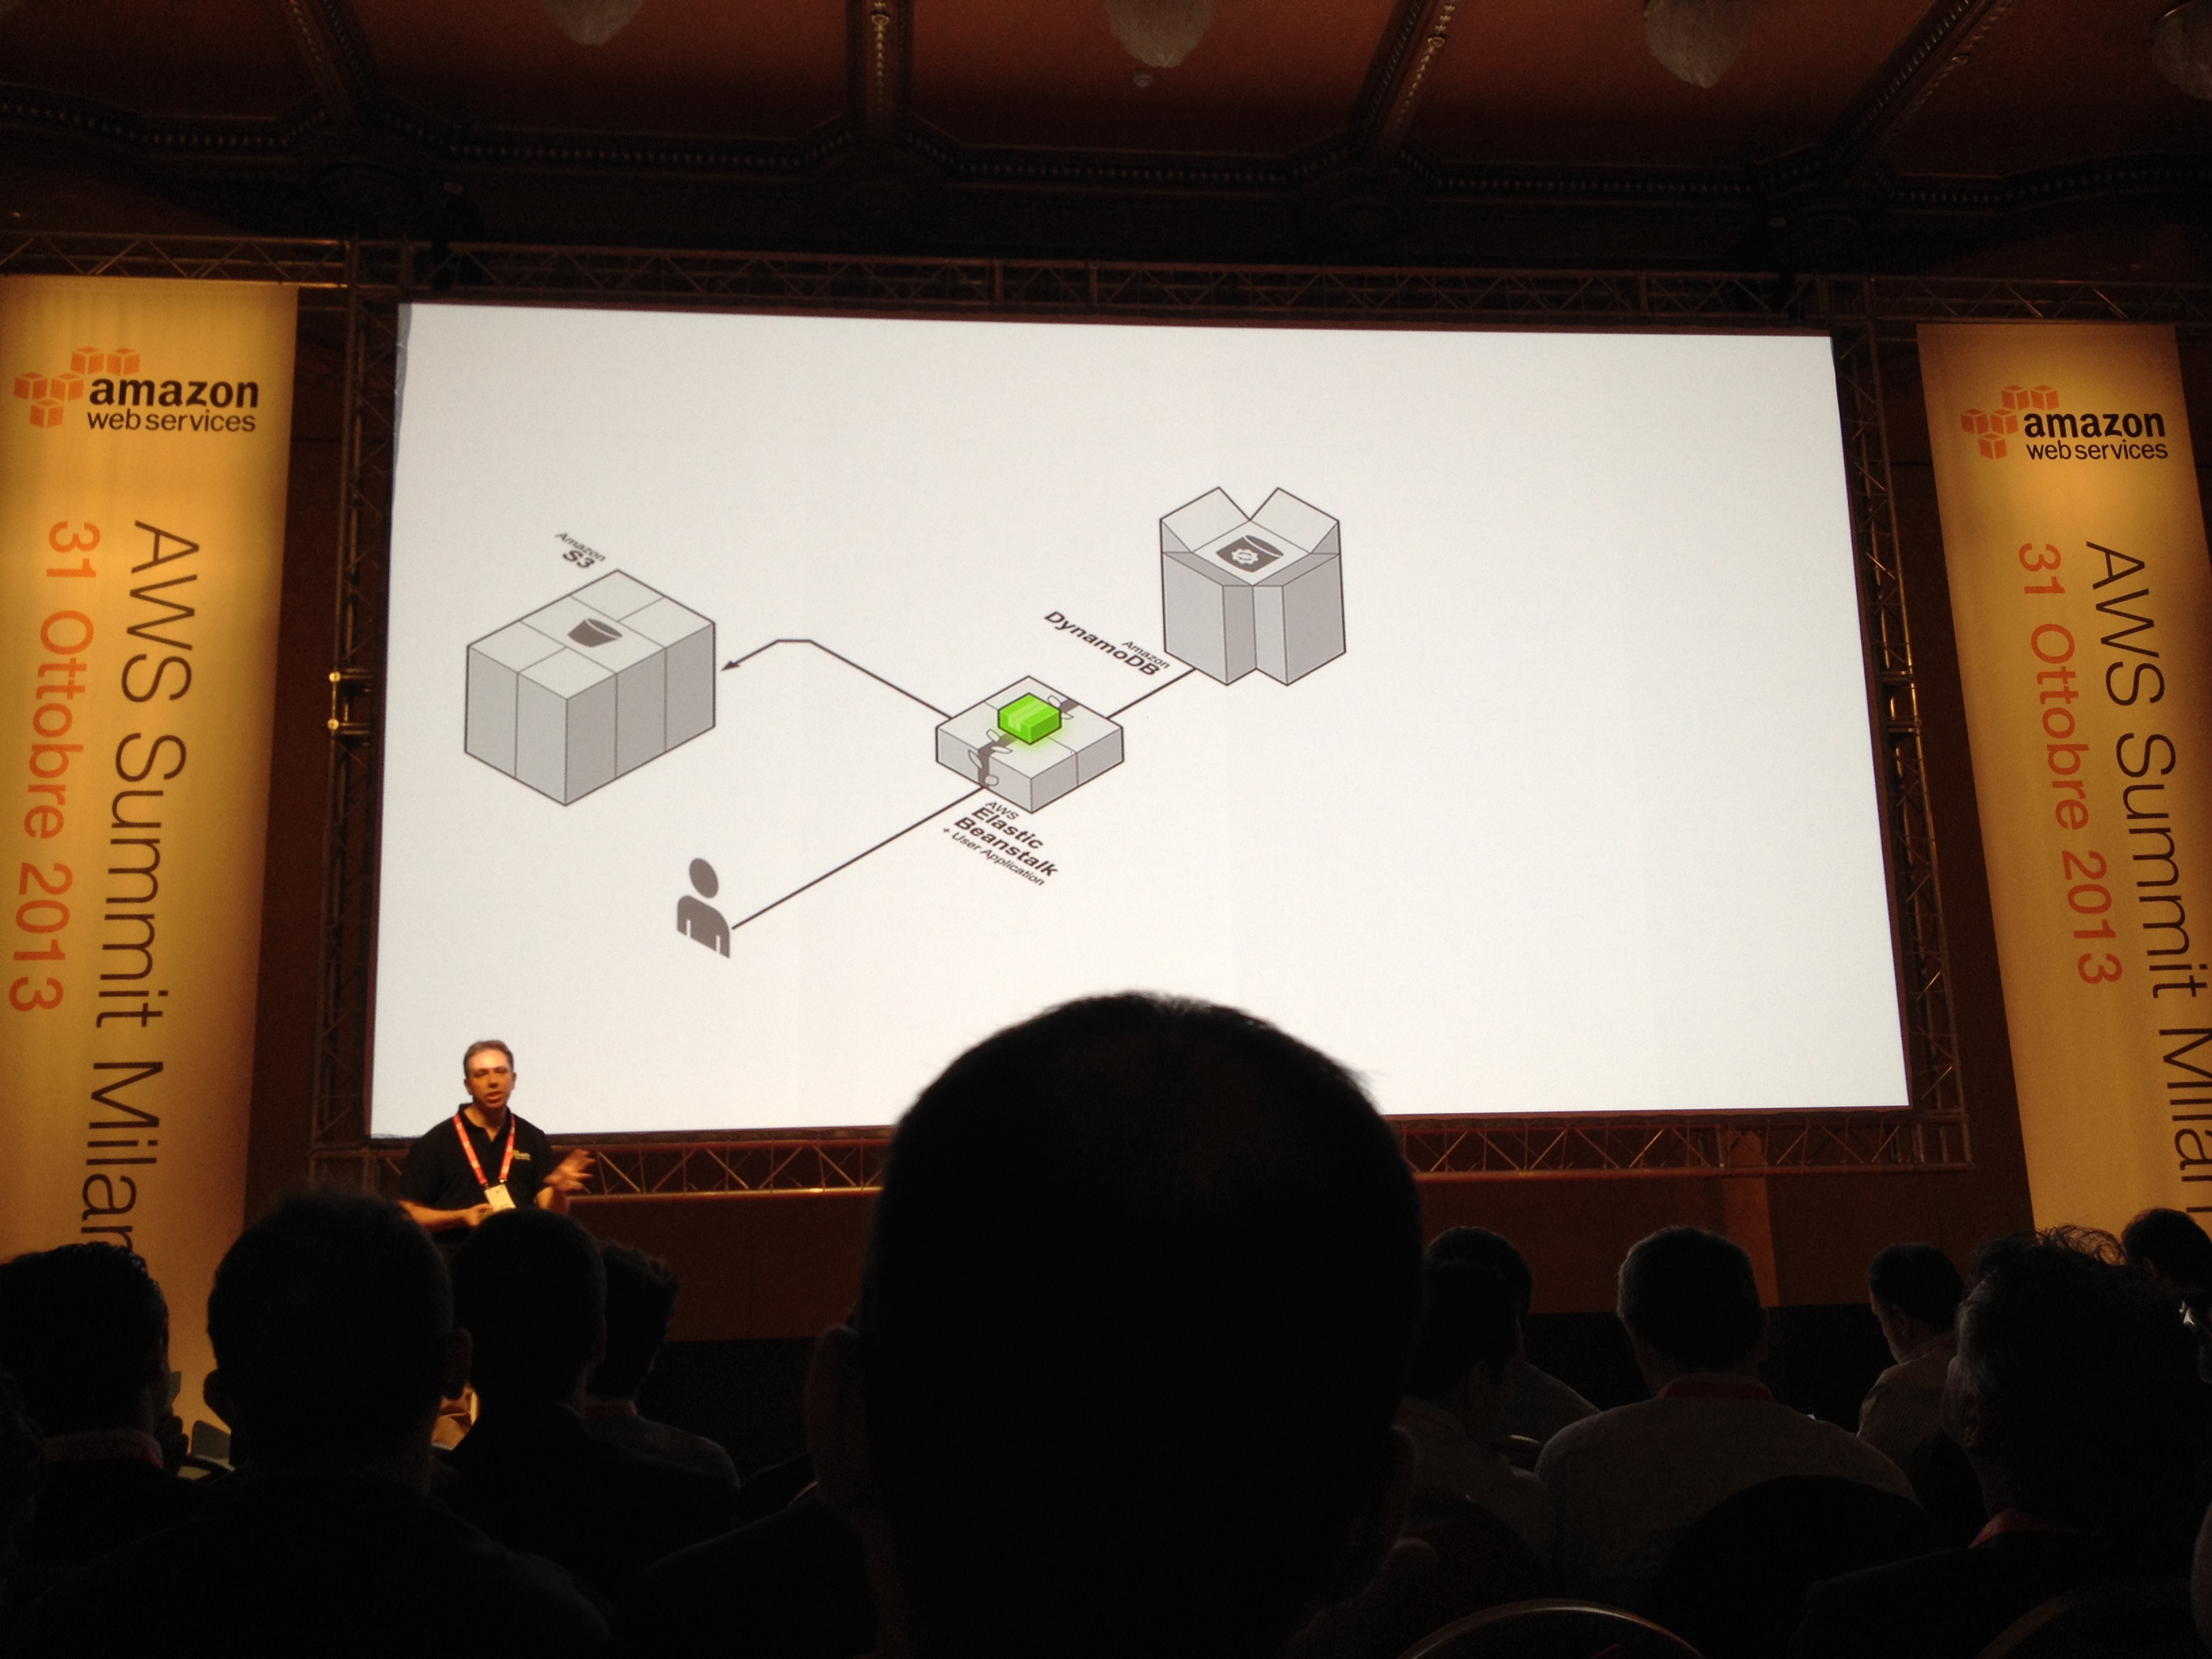 amazon
web services
AWS Summit Milan
31 Ottobre 2013
Amazon
S3
Amazon
DynamoDB
AWS
Elastic
Beanstalk
+ User Application
amazon
web services
AWS Summit Milan
31 Ottobre 2013